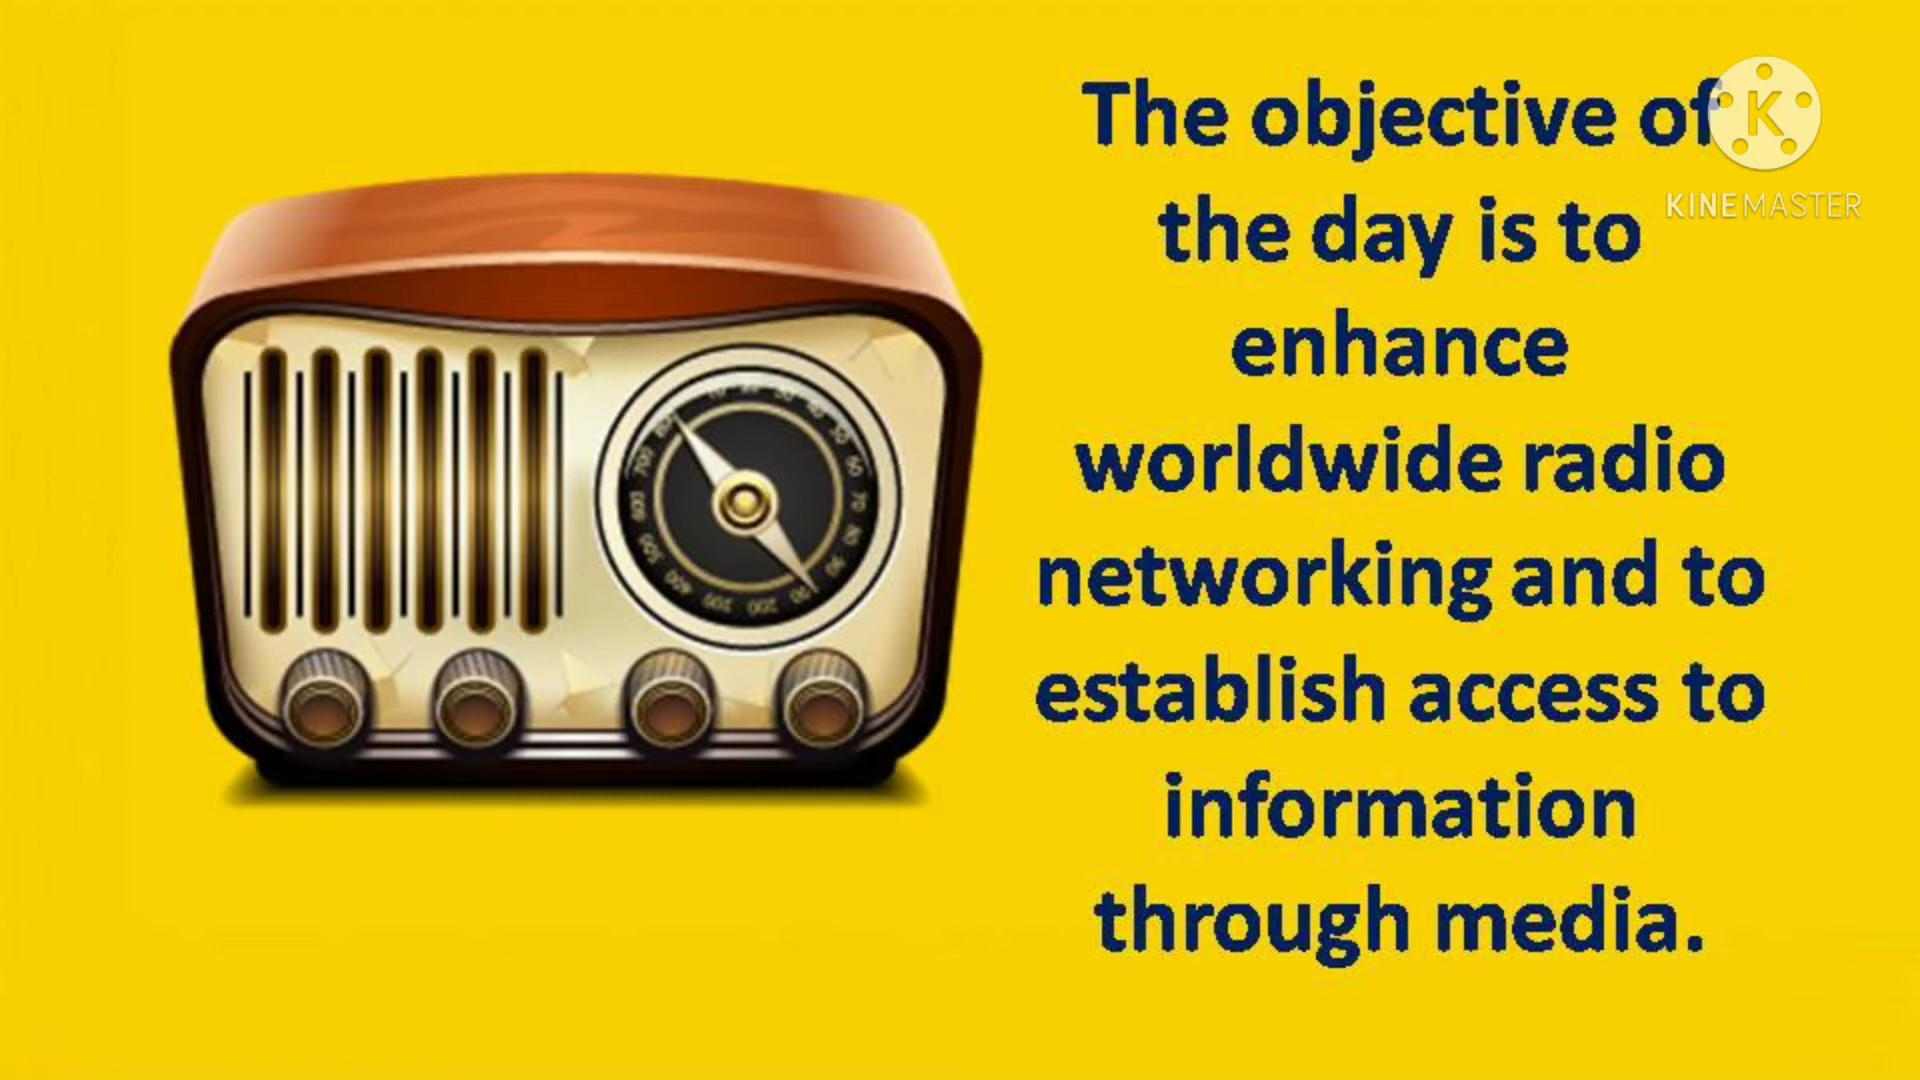 The objective of
the day is to
enhance
worldwide radio
networking and to
establish access to
information
through media.
K
KINEMASTER